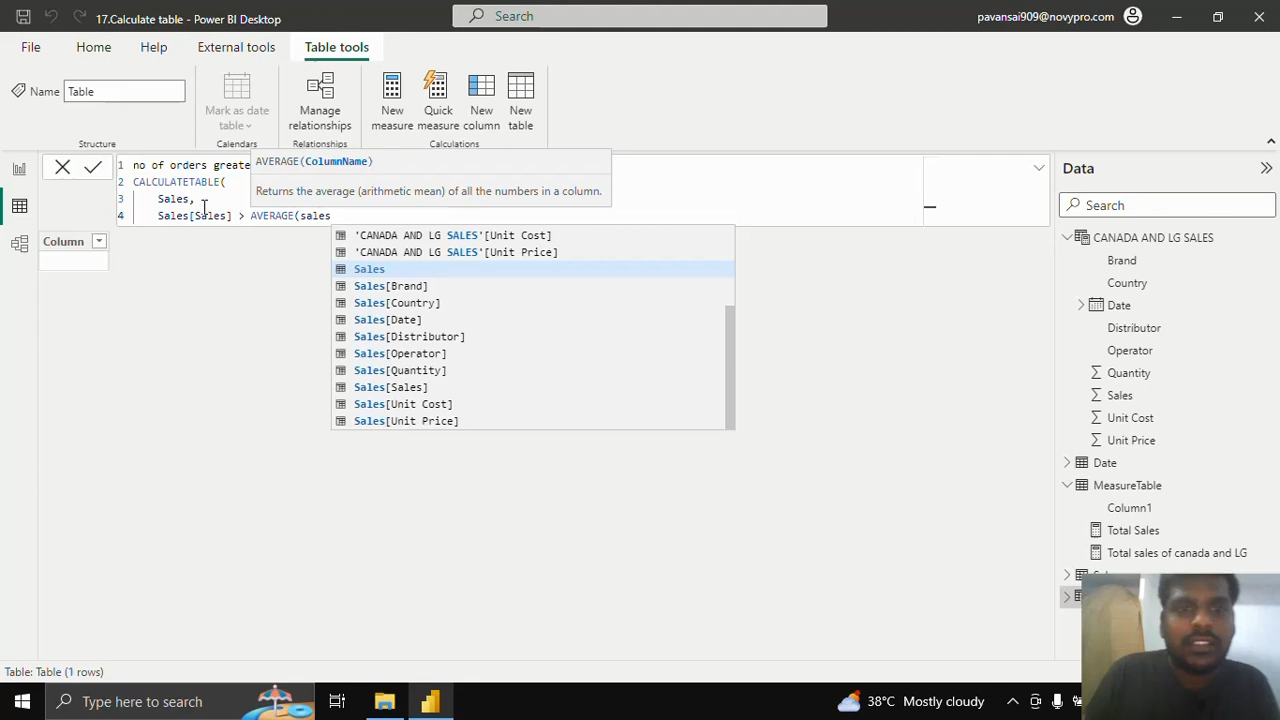 17.Calculate table - Power BI Desktop
Search
pavansai909@novypro.com
File
Home
Help
External tools
Table tools
Name
Table
Mark as date
table
Manage
relationships
New
measure
Quick
measure
New
column
New
table
Structure
Calendars
Relationships
Calculations
AVERAGE(ColumnName)
Returns the average (arithmetic mean) of all the numbers in a column.
1 no of orders greate
2 CALCULATETABLE(
3 Sales,
4 Sales[Sales] > AVERAGE(sales
'CANADA AND LG SALES'[Unit Cost]
'CANADA AND LG SALES'[Unit Price]
Sales
Sales[Brand]
Sales[Country]
Sales[Date]
Sales[Distributor]
Sales[Operator]
Sales[Quantity]
Sales[Sales]
Sales[Unit Cost]
Sales[Unit Price]
Column
Data
Search
CANADA AND LG SALES
Brand
Country
Date
Distributor
Operator
Quantity
Sales
Unit Cost
Unit Price
Date
MeasureTable
Column1
Total Sales
Total sales of canada and LG
Table: Table (1 rows)
Type here to search
38°C Mostly cloudy